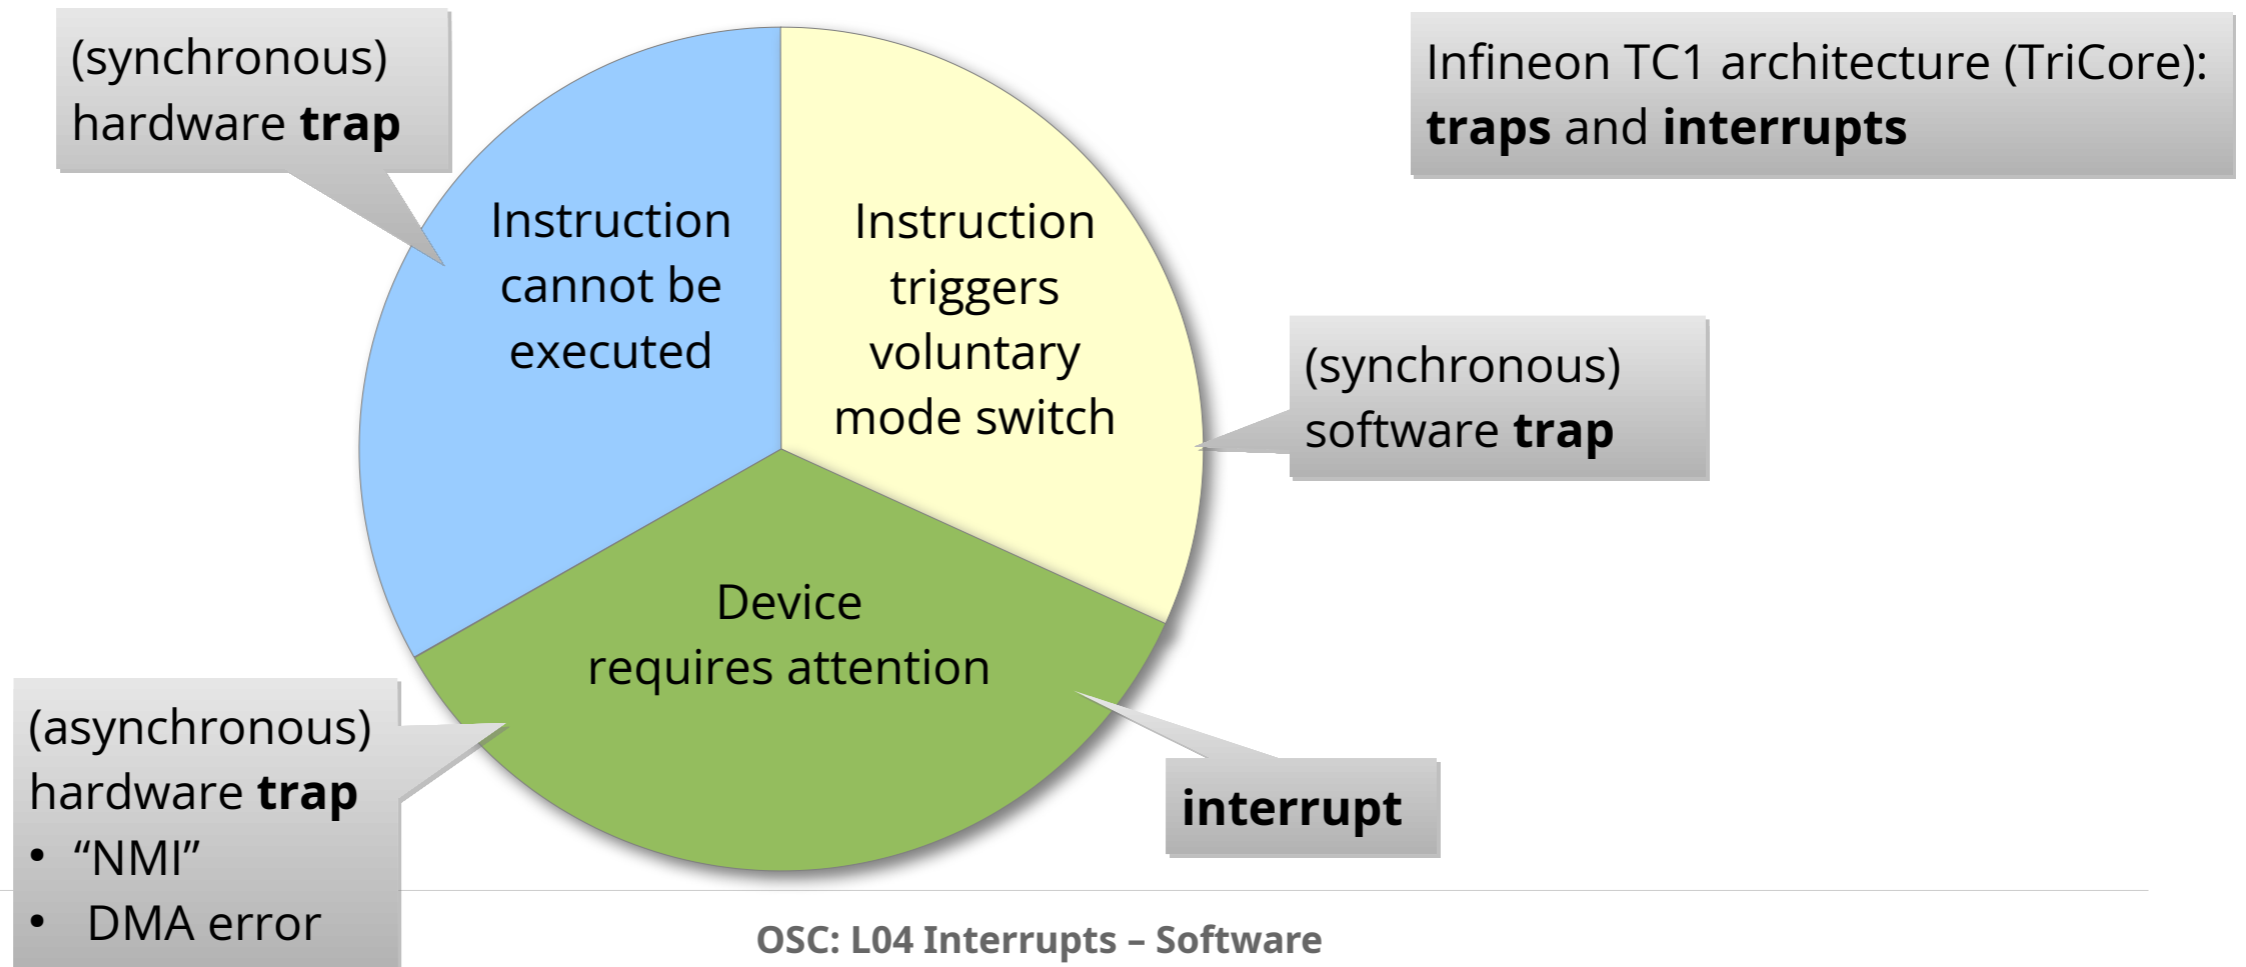 (synchronous)
hardware trap
Infineon TC1 architecture (TriCore):
traps and interrupts
Instruction
cannot be
executed
Instruction
triggers
voluntary
mode switch
(synchronous)
software trap
Device
requires attention
(asynchronous)
hardware trap
• “NMI”
• DMA error
interrupt
OSC: L04 Interrupts – Software